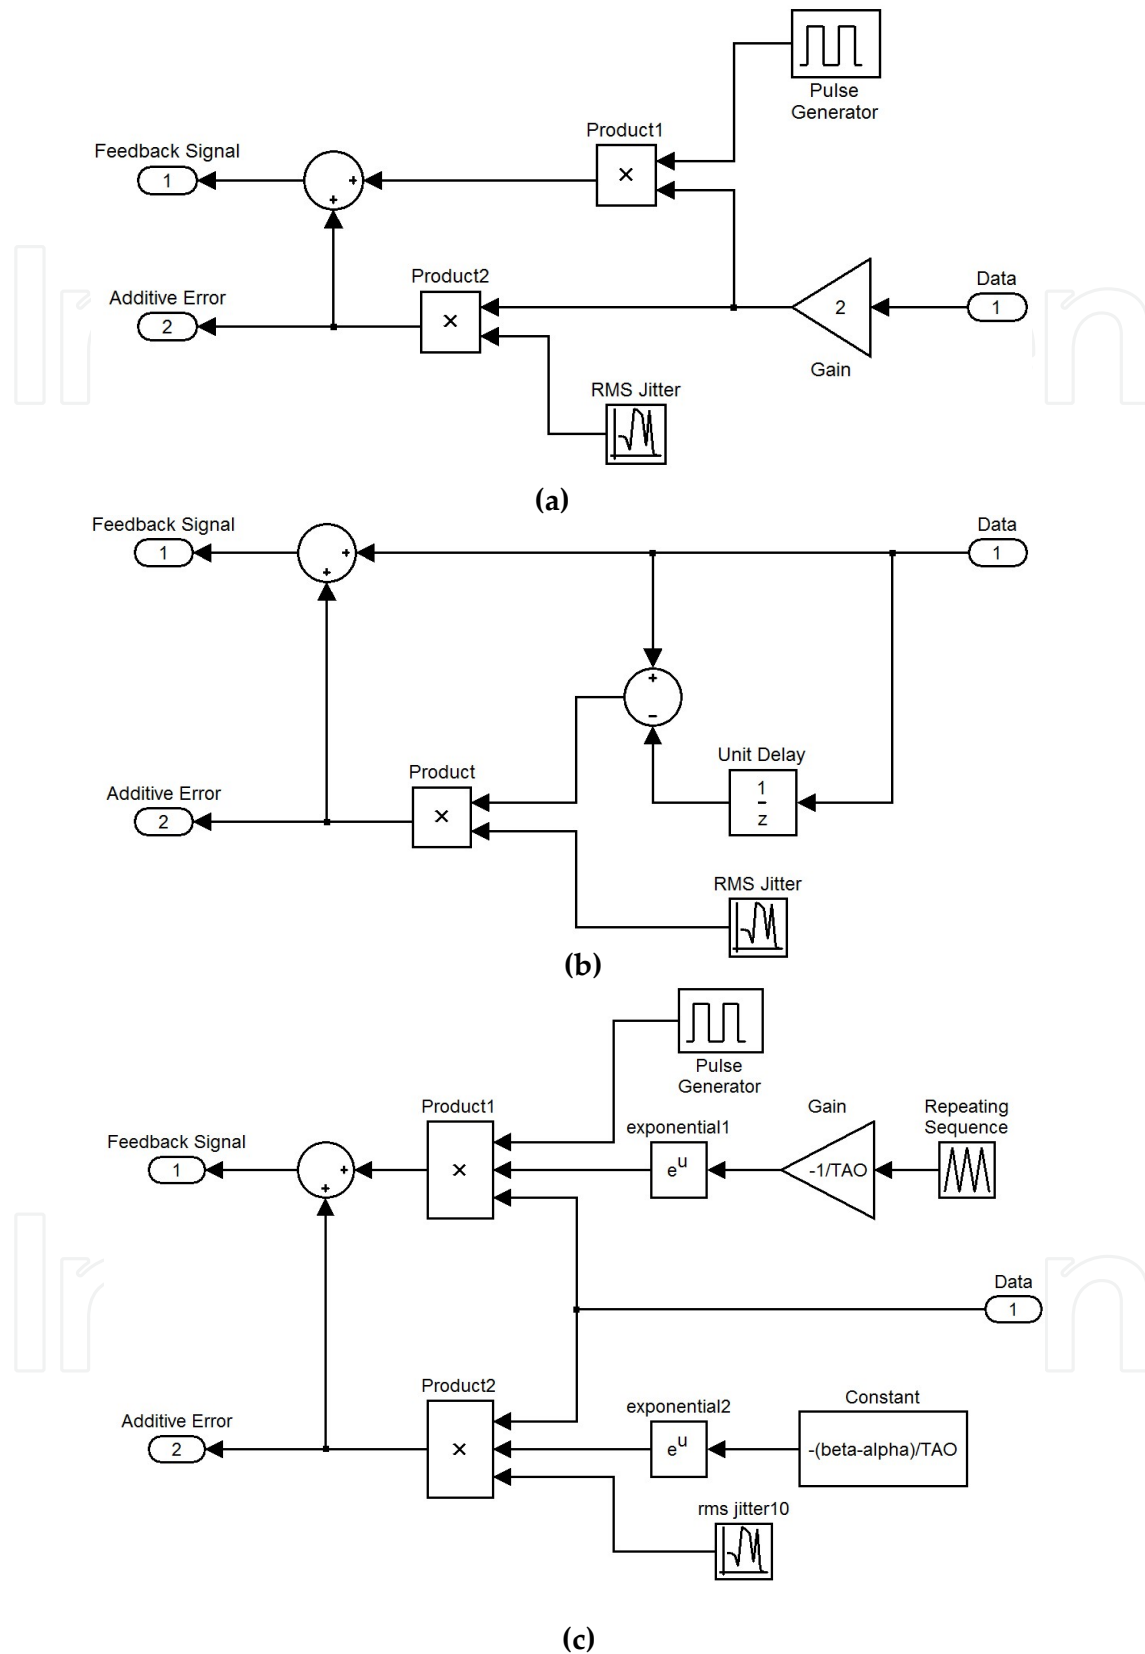 Pulse
Generator
Product1
×
Feedback Signal
1
+
+
Product2
×
Additive Error
2
2
Gain
Data
1
RMS Jitter
(a)
Feedback Signal
1
+
+
Data
1
+
−
Unit Delay
1
z
Product
×
Additive Error
2
RMS Jitter
(b)
Pulse
Generator
Product1
×
Feedback Signal
1
+
+
exponential1
e^u
Gain
-1/TAO
Repeating
Sequence
Data
1
Product2
×
Additive Error
2
exponential2
e^u
Constant
-(beta-alpha)/TAO
rms jitter10
(c)